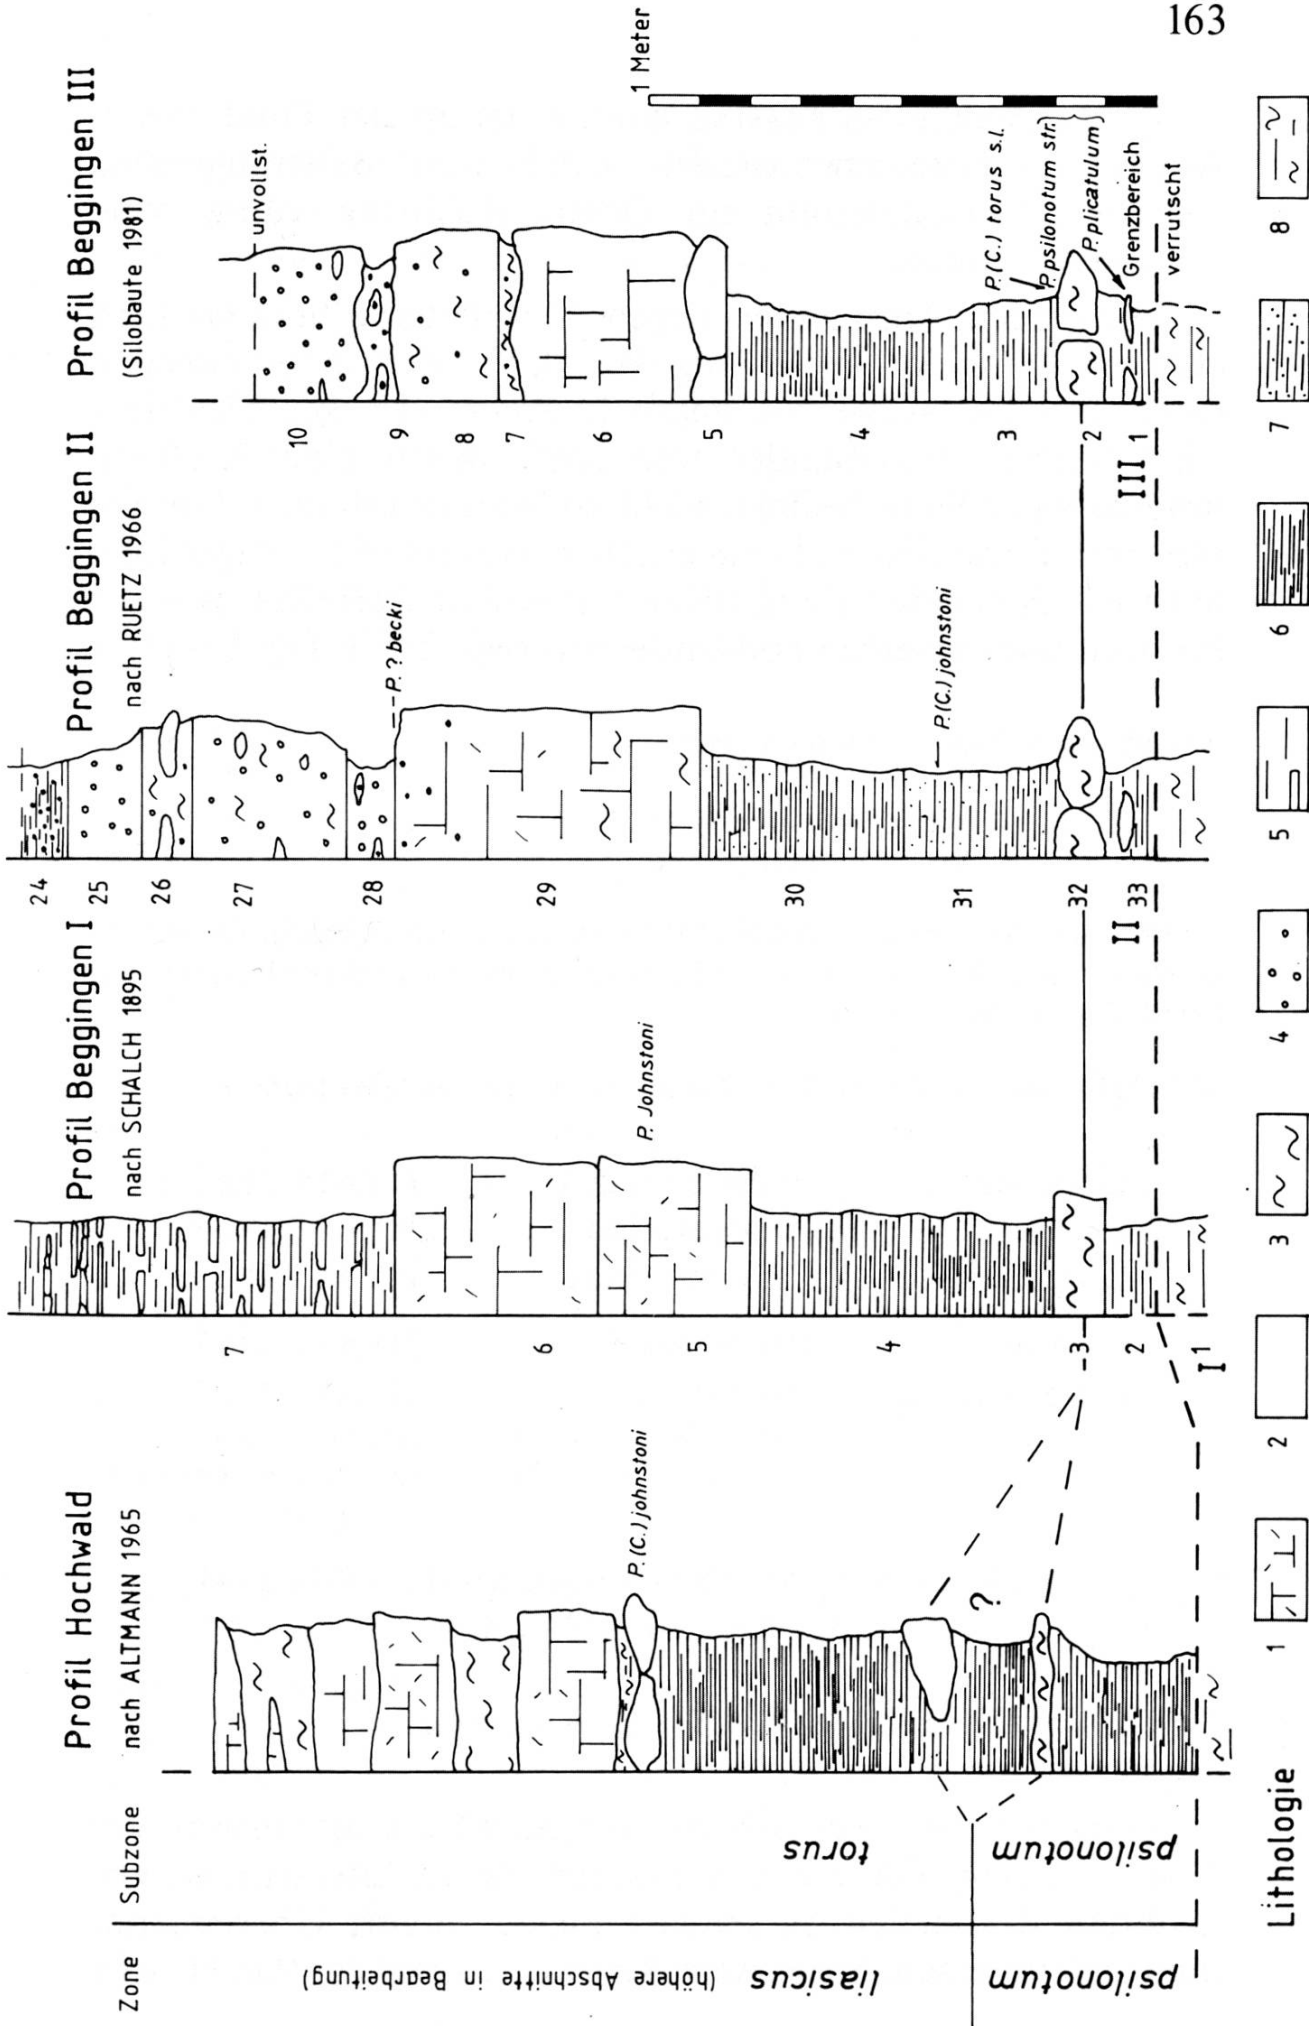 163
Zone
Subzone
Profil Hochwald
nach ALTMANN 1965
Profil Beggingen I
nach SCHALCH 1895
Profil Beggingen II
nach RUETZ 1966
Profil Beggingen III
(Silobaute 1981)
liasicus
(höhere Abschnitte in Bearbeitung)
psilonotum
torus
psilonotum
P.(C.) johnstoni
?
7
6
5
4
3
2
1
I
P. Johnstoni
24
25
26
27
28
29
30
31
32
33
II
P. ? becki
P.(C.) johnstoni
10
9
8
7
6
5
4
3
2
1
III
unvollst.
1 Meter
P.(C.) torus s.l.
P.psilonotum str.
P.plicatulum
Grenzbereich
verrutscht
Lithologie
1
2
3
4
5
6
7
8